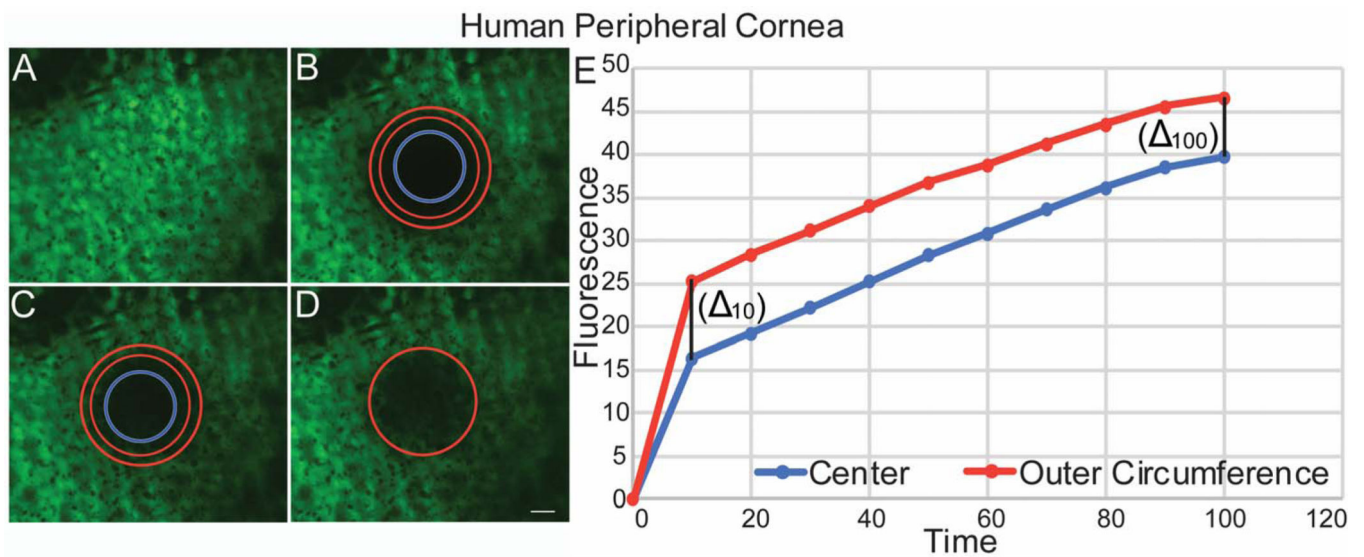 Human Peripheral Cornea
A
B
C
D
E
50
45
40
35
30
25
20
15
10
5
0
Fluorescence
(Δ10)
(Δ100)
Center
Outer Circumference
0 20 40 60 80 100 120
Time